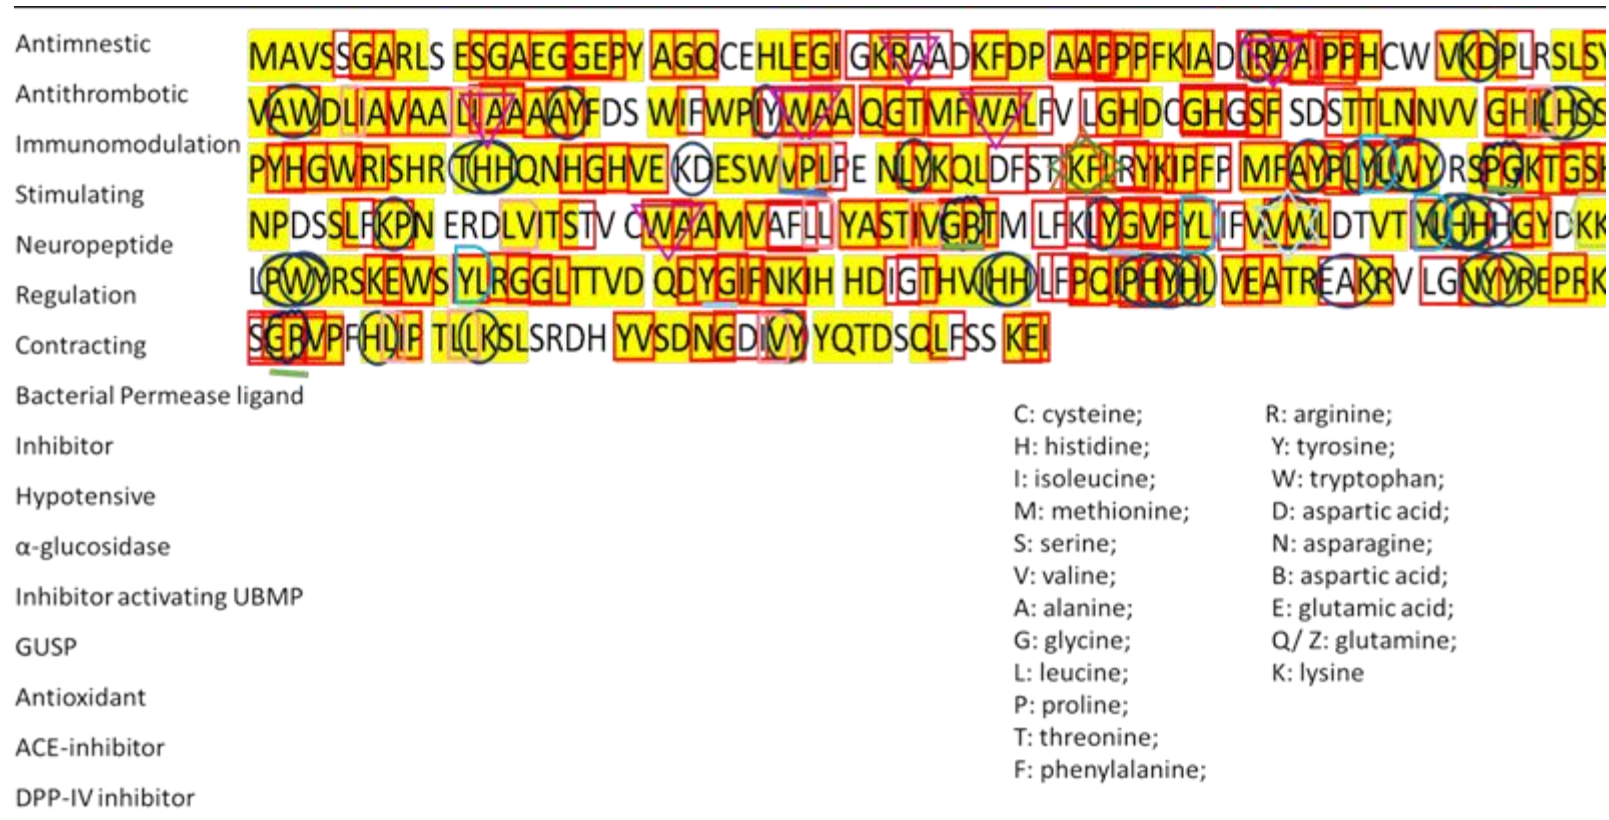 Antimnestic
Antithrombotic
Immunomodulation
Stimulating
Neuropeptide
Regulation
Contracting
Bacterial Permease ligand
Inhibitor
Hypotensive
α-glucosidase
Inhibitor activating UBMP
GUSP
Antioxidant
ACE-inhibitor
DPP-IV inhibitor
MAVSSGARLS ESGAEGGEPY AGQCEHLEGI GKRAADKFDP AAPPPFKIAD IRAAIPPHCW VKDPLRSLSY
VAWDLIAVAA LIAAAAYFDS WIFWPIYWAA QGTMFWALFV LGHDCGHGSF SDSTTLNNVV GHILHSS
PYHGWRISHR THHQNHGHVE KDESWVPLPE NLYKQLDFST KFLRYKIPFP MFAYPLYLWY RSPGKTGSH
NPDSSLFKPN ERDLVITSTV CWAAMVAFLL YASTIVGRTM LFKLYGVPYL IFVVWLDTVT YLHHHGYDKK
LPWYRSKEWS YLRGGLTTVD QDYGIFNKIH HDIGTHVIHH LFPQIPHYHL VEATREAKRV LGNYYREPRK
SGRVPFHLIP TLLKSLSRDH YVSDNGDIVY YQTDSQLFSS KEI
C: cysteine;
H: histidine;
I: isoleucine;
M: methionine;
S: serine;
V: valine;
A: alanine;
G: glycine;
L: leucine;
P: proline;
T: threonine;
F: phenylalanine;
R: arginine;
Y: tyrosine;
W: tryptophan;
D: aspartic acid;
N: asparagine;
B: aspartic acid;
E: glutamic acid;
Q/ Z: glutamine;
K: lysine